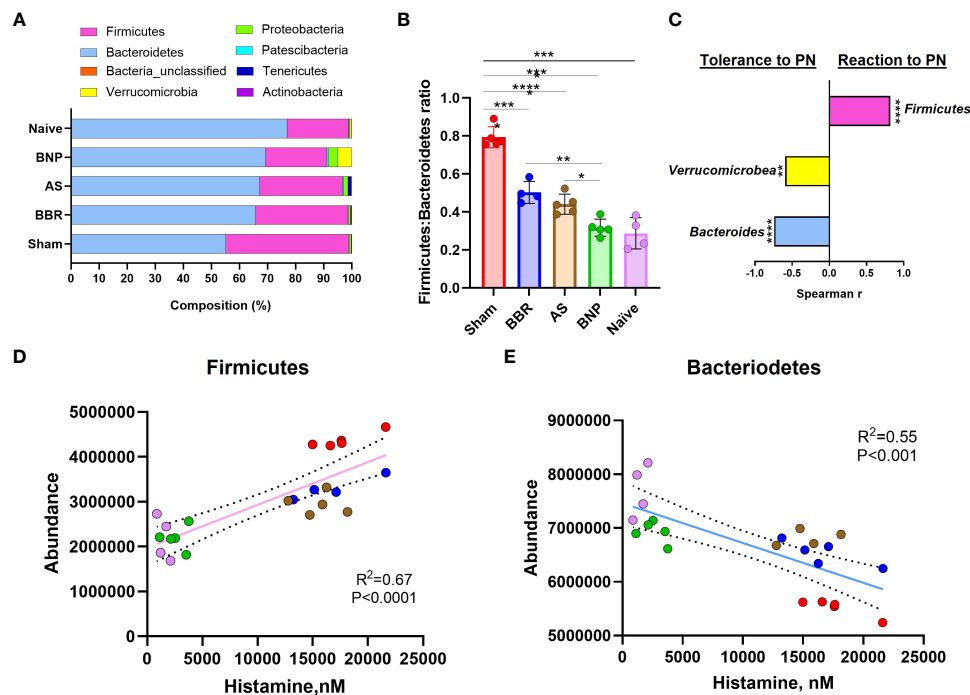 A
Firmicutes
Bacteroidetes
Bacteria_unclassified
Verrucomicrobia
Proteobacteria
Patescibacteria
Tenericutes
Actinobacteria
Naive
BNP
AS
BBR
Sham
0 10 20 30 40 50 60 70 80 90 100
Composition (%)
B
Firmicutes:Bacteroidetes ratio
1.0
0.8
0.6
0.4
0.2
0.0
***
***
*
****
*
***
*
**
*
Sham
BBR
AS
BNP
Naïve
C
Tolerance to PN Reaction to PN
**** Firmicutes
Verrucomicrobea **
Bacteroides ****
-1.0 -0.5 0.0 0.5 1.0
Spearman r
D
Firmicutes
Abundance
5000000
4000000
3000000
2000000
1000000
0
R2=0.67
P<0.0001
0 5000 10000 15000 20000 25000
Histamine,nM
E
Bacteriodetes
Abundance
9000000
8000000
7000000
6000000
5000000
R2=0.55
P<0.001
0 5000 10000 15000 20000 25000
Histamine, nM